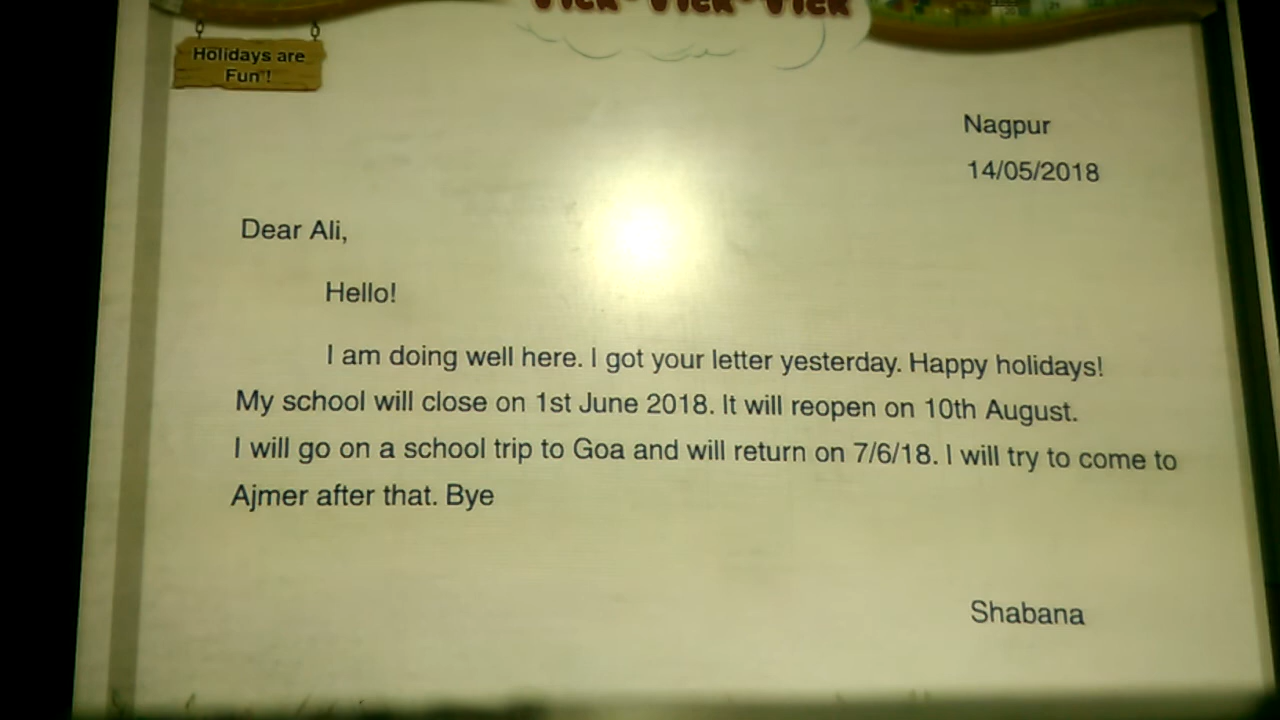 Holidays are
Fun !
Nagpur
14/05/2018
Dear Ali,
Hello!
I am doing well here. I got your letter yesterday. Happy holidays!
My school will close on 1st June 2018. It will reopen on 10th August.
I will go on a school trip to Goa and will return on 7/6/18. I will try to come to
Ajmer after that. Bye
Shabana